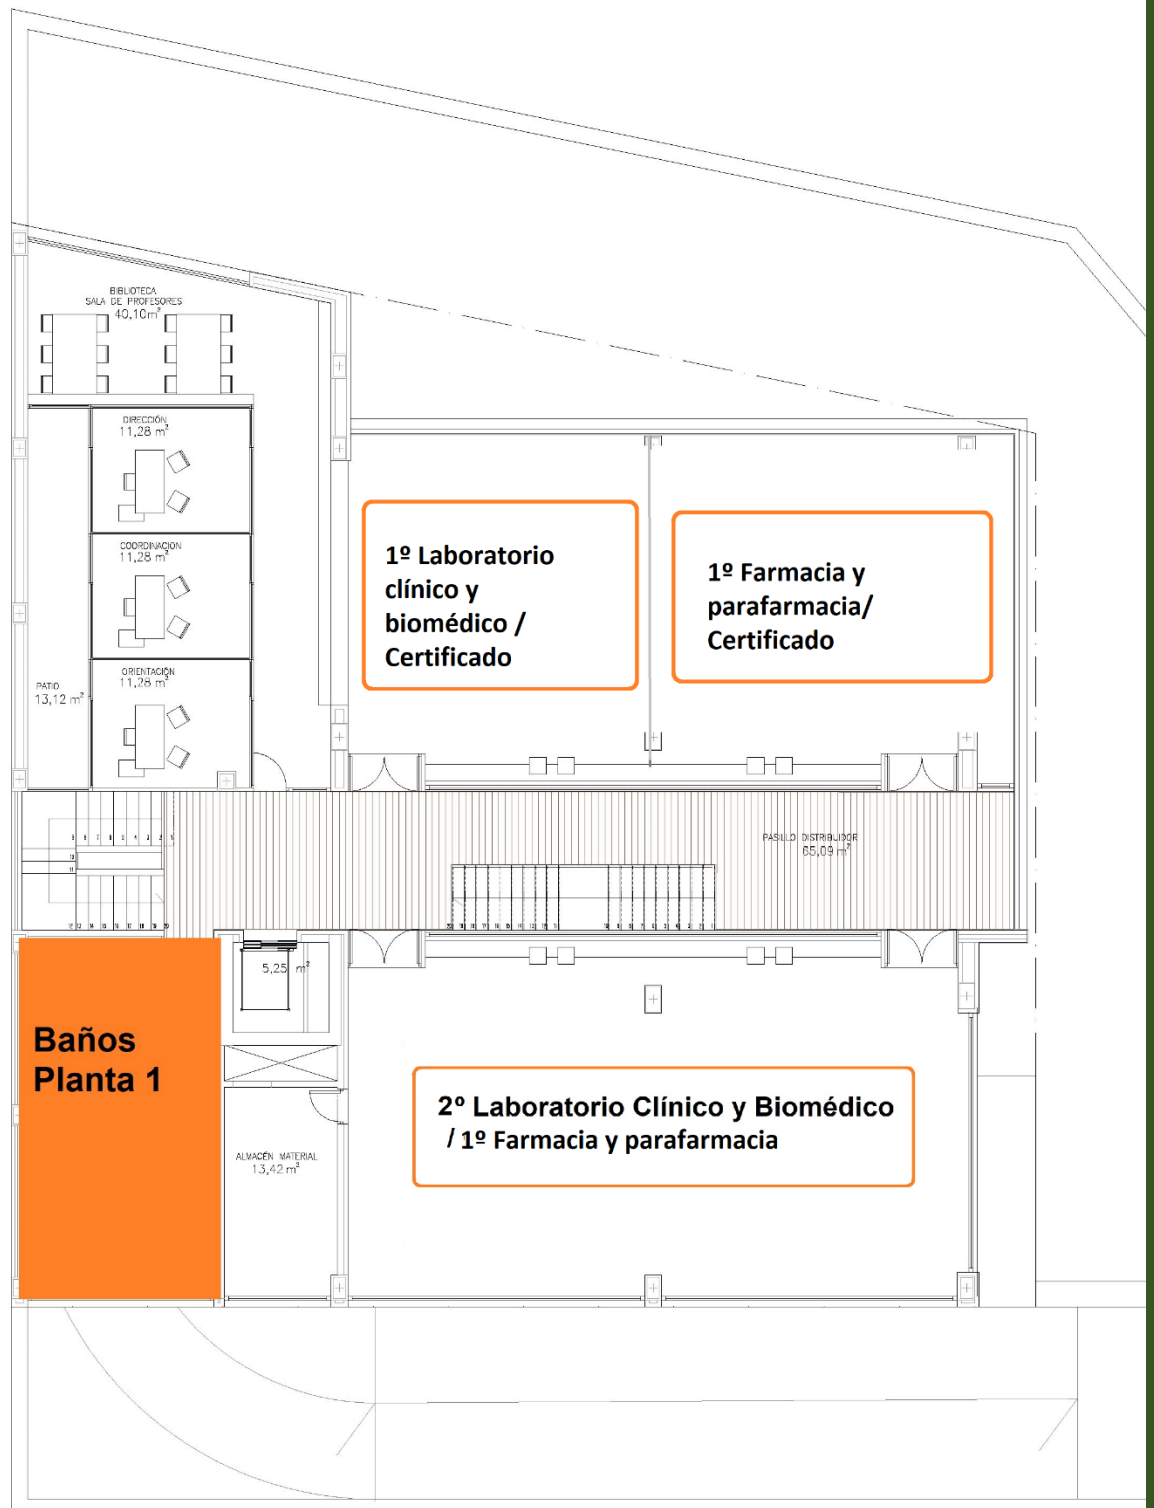 BIBLIOTECA
SALA DE PROFESORES
40,10m²
DIRECCIÓN
11,28 m²
COORDINACION
11,28 m²
ORIENTACIÓN
11,28 m²
PATIO
13,12 m²
1º Laboratorio
clínico y
biomédico /
Certificado
1º Farmacia y
parafarmacia/
Certificado
PASILLO DISTRIBUIDOR
65,09 m²
5,25 m²
Baños
Planta 1
ALMACÉN MATERIAL
13,42 m²
2º Laboratorio Clínico y Biomédico
/ 1º Farmacia y parafarmacia